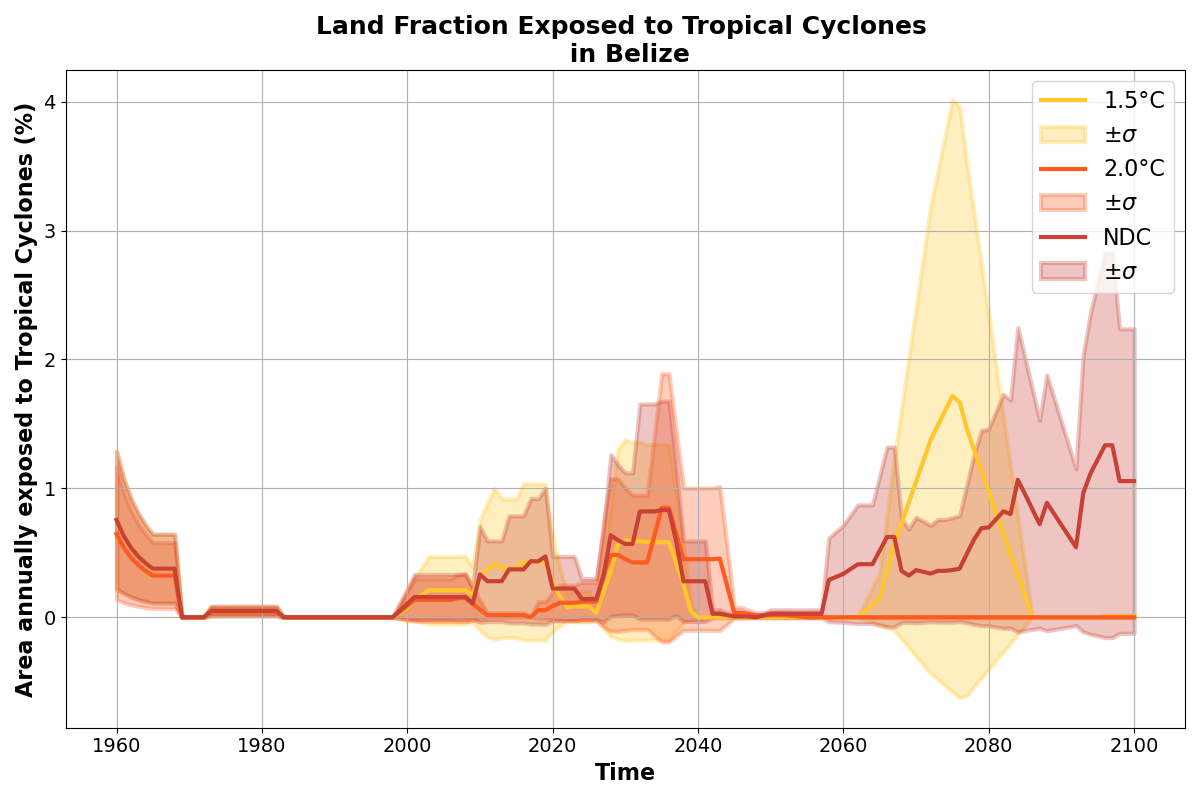 Land Fraction Exposed to Tropical Cyclones
in Belize
Area annually exposed to Tropical Cyclones (%)
4
3
2
1
0
1.5°C
±σ
2.0°C
±σ
NDC
±σ
1960
1980
2000
2020
2040
2060
2080
2100
Time